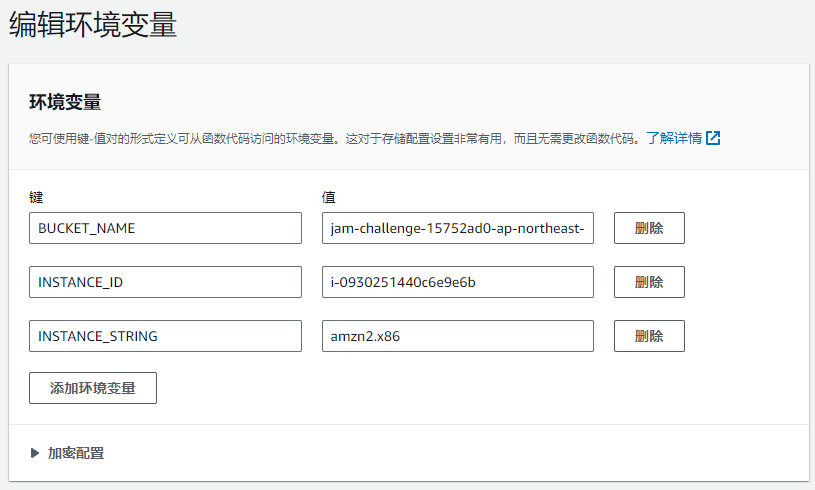 编辑环境变量
环境变量
您可使用键-值对的形式定义可从函数代码访问的环境变量。这对于存储配置设置非常有用，而且无需更改函数代码。了解详情
键 值
BUCKET_NAME jam-challenge-15752ad0-ap-northeast- 删除
INSTANCE_ID i-0930251440c6e9e6b 删除
INSTANCE_STRING amzn2.x86 删除
添加环境变量
加密配置